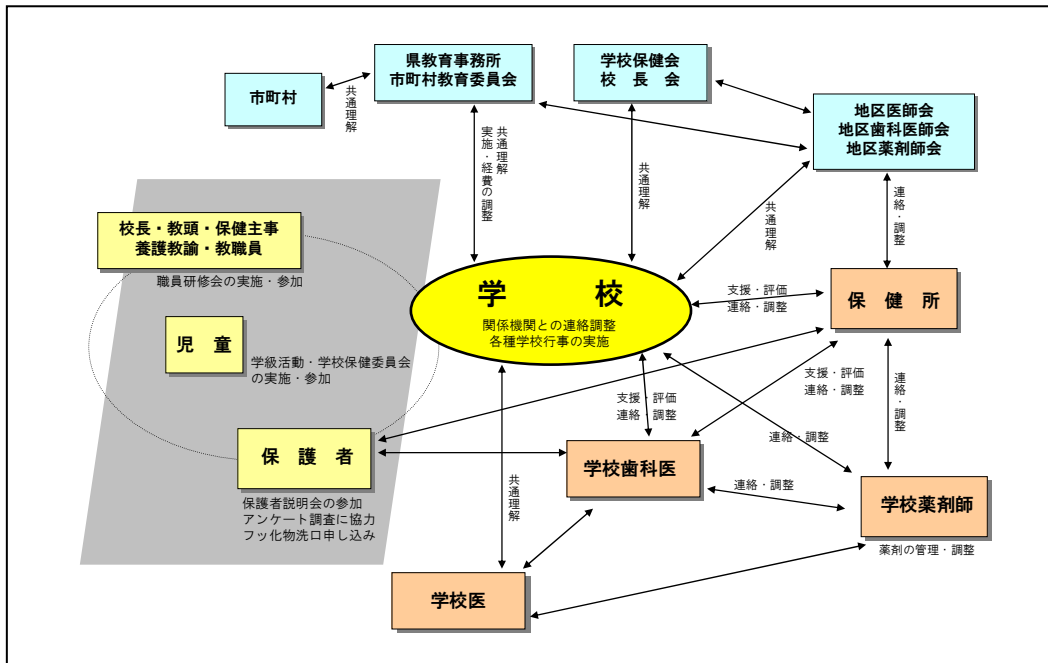 県教育事務所
市町村教育委員会
学校保健会
校 長 会
市町村
共通理解
地区医師会
地区歯科医師会
地区薬剤師会
共通理解
実施・経費の調整
共通理解
共通理解
連絡・調整
校長・教頭・保健主事
養護教諭・教職員
職員研修会の実施・参加
学 校
関係機関との連絡調整
各種学校行事の実施
支援・評価
連絡・調整
保 健 所
児 童
学級活動・学校保健委員会
の実施・参加
支援・評価
連絡・調整
支援・評価
連絡・調整
連絡・調整
保 護 者
連絡・調整
学校歯科医
保護者説明会の参加
アンケート調査に協力
フッ化物洗口申し込み
共通理解
連絡・調整
学校薬剤師
薬剤の管理・調整
学校医